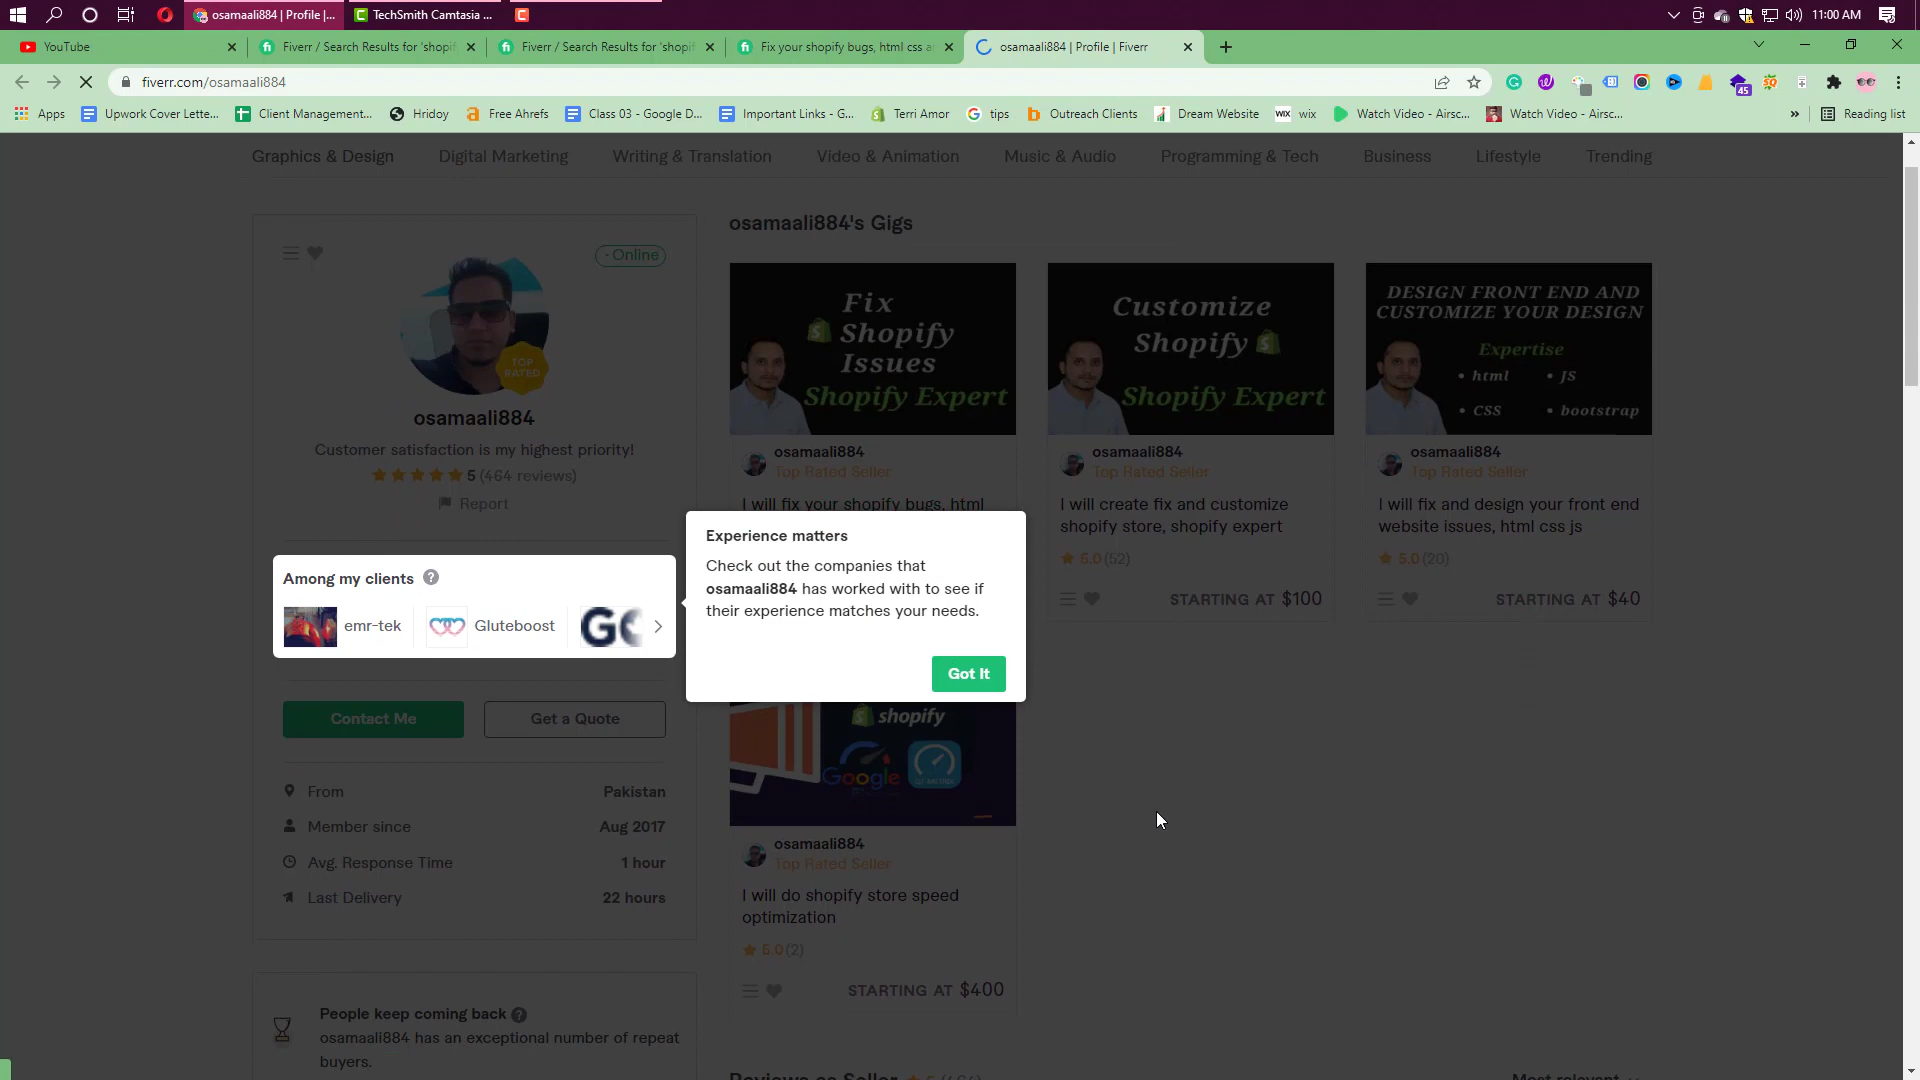 osamaali884 | Profile |...
TechSmith Camtasia ...
11:00 AM
YouTube
Fiverr / Search Results for 'shopif
Fiverr / Search Results for 'shopif
Fix your shopify bugs, html css a
osamaali884 | Profile | Fiverr
fiverr.com/osamaali884
45
Apps
Upwork Cover Lette...
Client Management...
Hridoy
Free Ahrefs
Class 03 - Google D...
Important Links - G...
Terri Amor
tips
Outreach Clients
Dream Website
WIX wix
Watch Video - Airsc...
Watch Video - Airsc...
Reading list
Graphics & Design
Digital Marketing
Writing & Translation
Video & Animation
Music & Audio
Programming & Tech
Business
Lifestyle
Trending
Online
TOP RATED
osamaali884
Customer satisfaction is my highest priority!
5 (464 reviews)
Report
Among my clients ?
emr-tek
Gluteboost
Contact Me
Get a Quote
From Pakistan
Member since Aug 2017
Avg. Response Time 1 hour
Last Delivery 22 hours
People keep coming back ?
osamaali884 has an exceptional number of repeat
buyers.
osamaali884's Gigs
Fix
Shopify
Issues
Shopify Expert
osamaali884
Top Rated Seller
I will fix your shopify bugs, html
Customize
Shopify
Shopify Expert
osamaali884
Top Rated Seller
I will create fix and customize
shopify store, shopify expert
5.0 (52)
STARTING AT $100
DESIGN FRONT END AND
CUSTOMIZE YOUR DESIGN
Expertise
• html • JS
• CSS • bootstrap
osamaali884
Top Rated Seller
I will fix and design your front end
website issues, html css js
5.0 (20)
STARTING AT $40
Experience matters
Check out the companies that
osamaali884 has worked with to see if
their experience matches your needs.
Got It
shopify
Google
osamaali884
Top Rated Seller
I will do shopify store speed
optimization
5.0 (2)
STARTING AT $400
Reviews as Seller
Most relevant